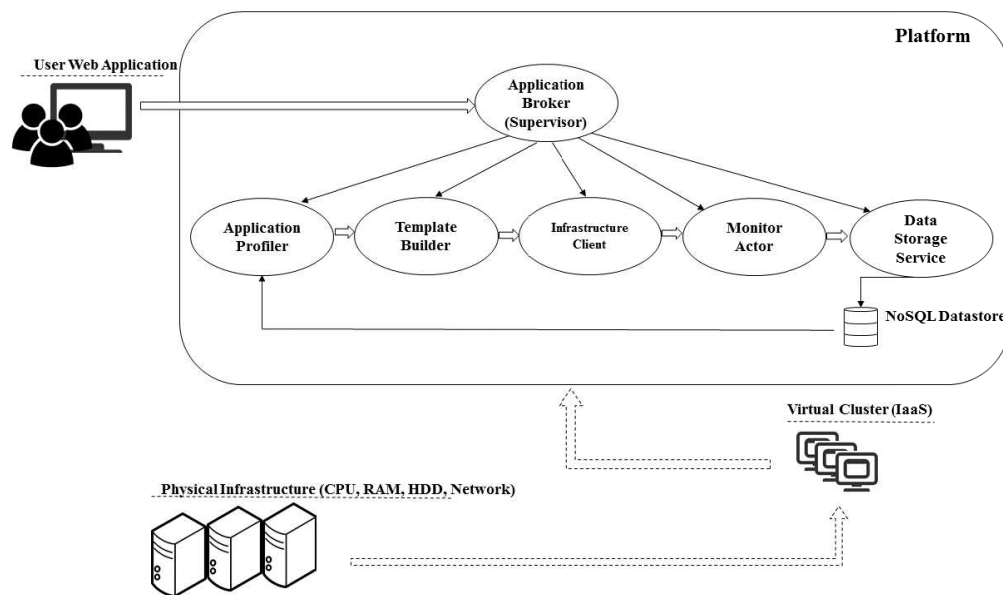 Platform
User Web Application
Application
Broker
(Supervisor)
Application
Profiler
Template
Builder
Infrastructure
Client
Monitor
Actor
Data
Storage
Service
NoSQL Datastore
Virtual Cluster (IaaS)
Physical Infrastructure (CPU, RAM, HDD, Network)